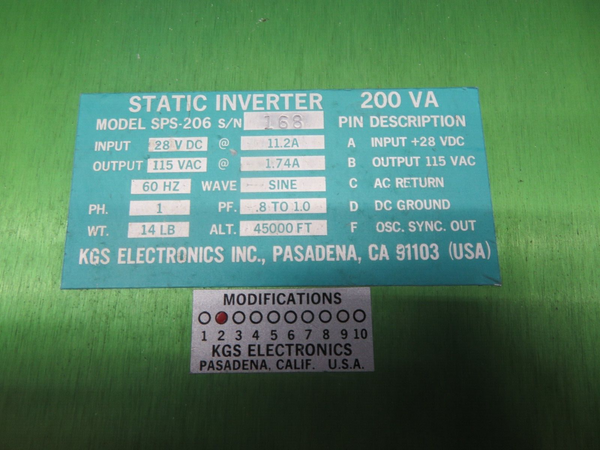 STATIC INVERTER 200 VA
MODEL SPS-206 S/N 168 PIN DESCRIPTION
INPUT 28 V DC @ 11.2A A INPUT +28 VDC
OUTPUT 115 VAC @ 1.74A B OUTPUT 115 VAC
60 HZ WAVE SINE C AC RETURN
PH. 1 PF. .8 TO 1.0 D DC GROUND
WT. 14 LB ALT. 45000 FT F OSC. SYNC. OUT
KGS ELECTRONICS INC., PASADENA, CA 91103 (USA)
MODIFICATIONS
1 2 3 4 5 6 7 8 9 10
KGS ELECTRONICS
PASADENA, CALIF. U.S.A.